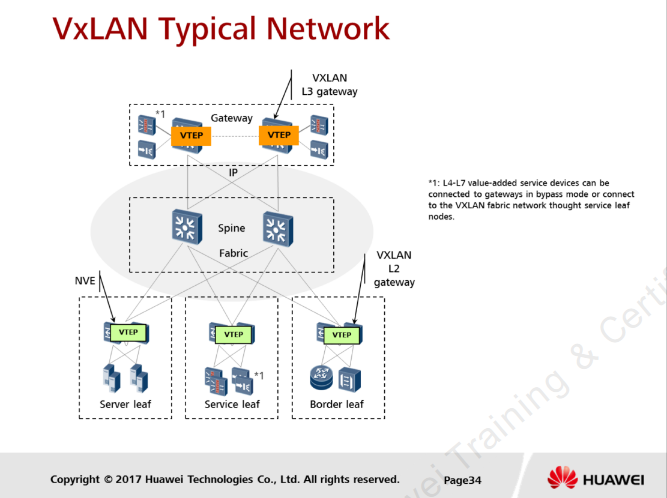 VxLAN Typical Network
VXLAN
L3 gateway
*1
Gateway
VTEP
VTEP
IP
*1: L4-L7 value-added service devices can be
connected to gateways in bypass mode or connect
to the VXLAN fabric network thought service leaf
nodes.
Spine
Fabric
VXLAN
L2
gateway
NVE
VTEP
VTEP
VTEP
*1
Server leaf
Service leaf
Border leaf
Training & Certif
Copyright © 2017 Huawei Technologies Co., Ltd. All rights reserved.
Page34
HUAWEI